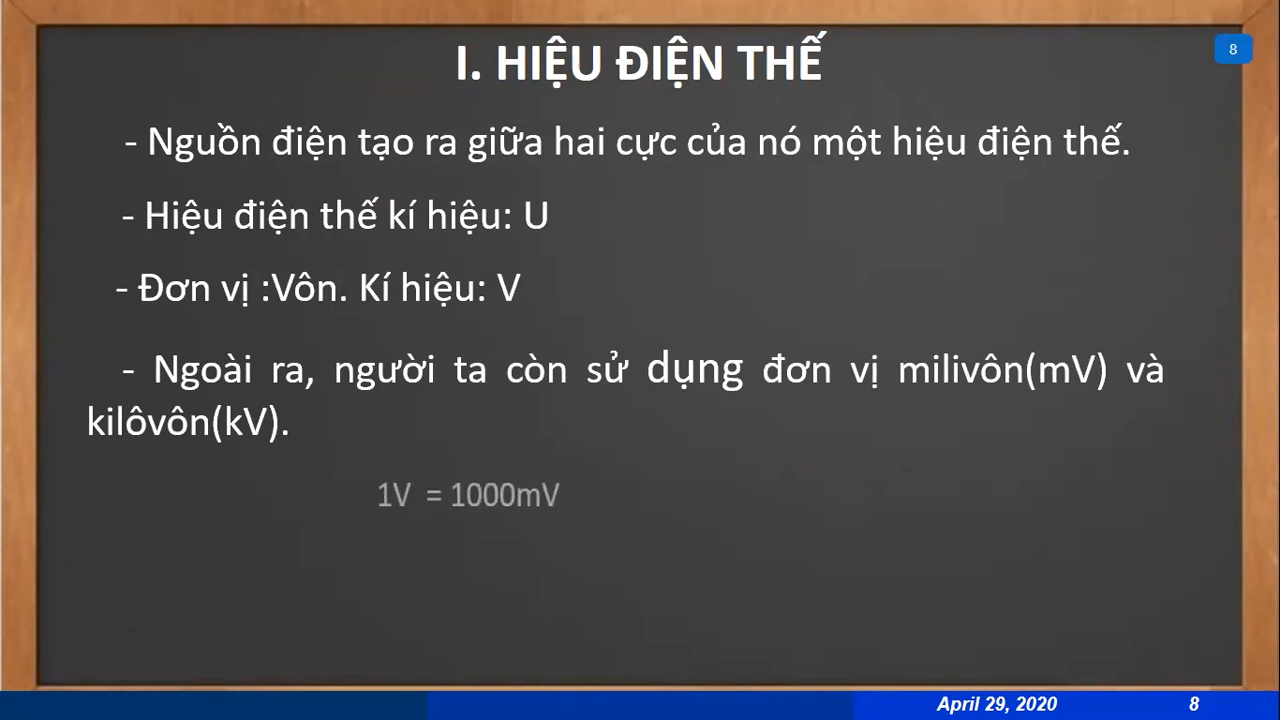 I. HIỆU ĐIỆN THẾ
8
- Nguồn điện tạo ra giữa hai cực của nó một hiệu điện thế.
- Hiệu điện thế kí hiệu: U
- Đơn vị :Vôn. Kí hiệu: V
- Ngoài ra, người ta còn sử dụng đơn vị milivôn(mV) và
kilôvôn(kV).
1V = 1000mV
April 29, 2020 8